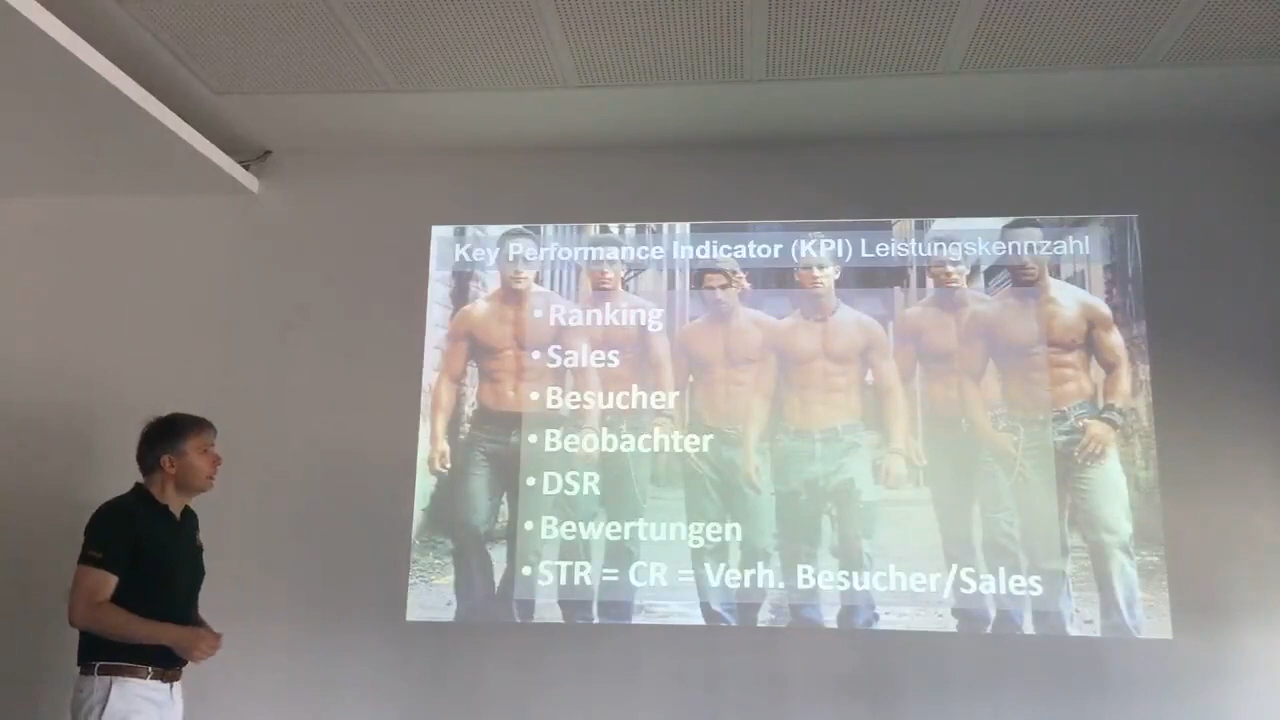 Key Performance Indicator (KPI) Leistungskennzahl
• Ranking
• Sales
• Besucher
• Beobachter
• DSR
• Bewertungen
• STR = CR = Verh. Besucher/Sales